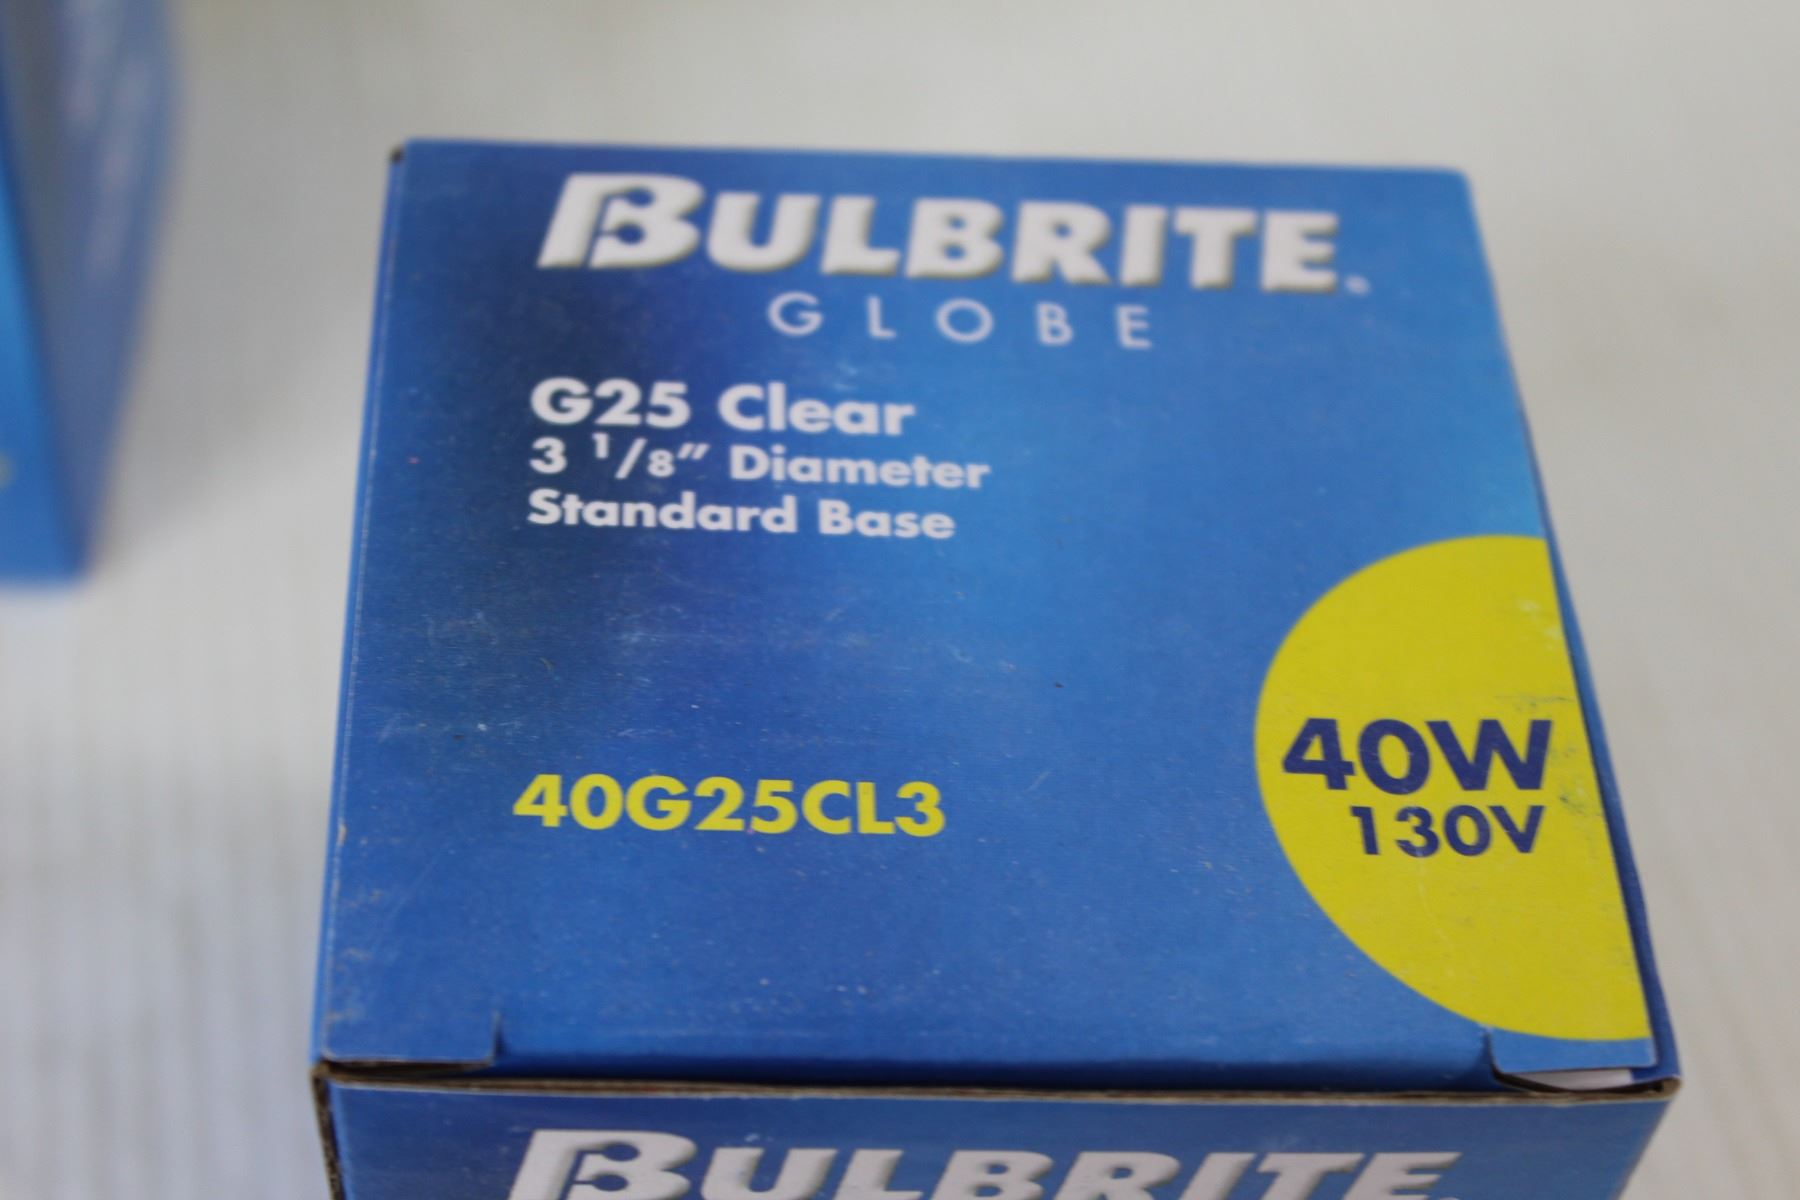 BULBRITE®
GLOBE
G25 Clear
3 1/8" Diameter
Standard Base
40G25CL3
40W
130V
BULBRITE